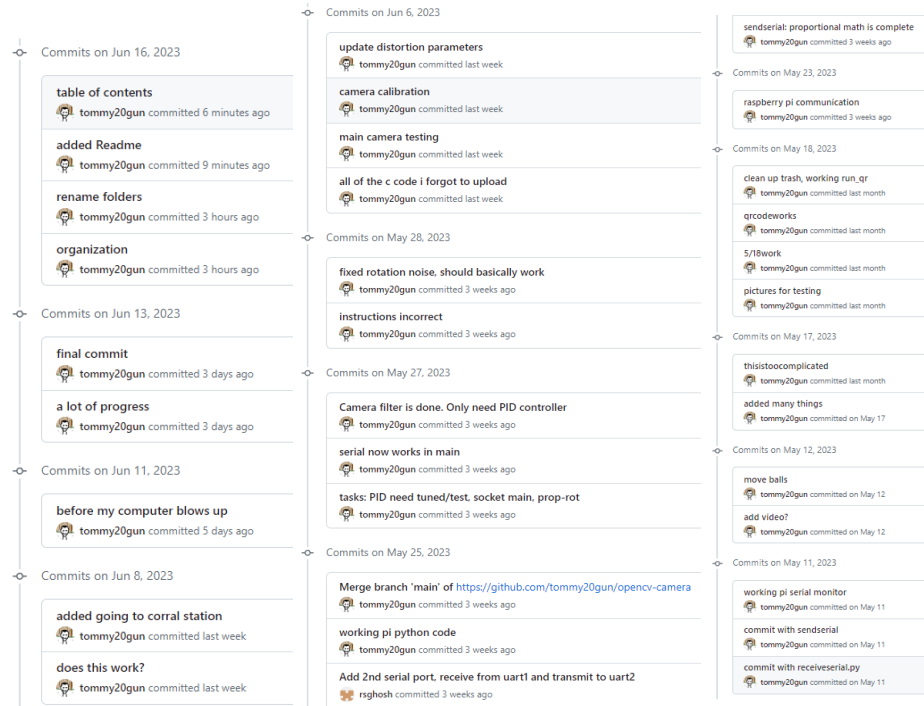 Commits on Jun 16, 2023
table of contents
tommy20gun committed 6 minutes ago
added Readme
tommy20gun committed 9 minutes ago
rename folders
tommy20gun committed 3 hours ago
organization
tommy20gun committed 3 hours ago
Commits on Jun 13, 2023
final commit
tommy20gun committed 3 days ago
a lot of progress
tommy20gun committed 3 days ago
Commits on Jun 11, 2023
before my computer blows up
tommy20gun committed 5 days ago
Commits on Jun 8, 2023
added going to corral station
tommy20gun committed last week
does this work?
tommy20gun committed last week
Commits on Jun 6, 2023
update distortion parameters
tommy20gun committed last week
camera calibration
tommy20gun committed last week
main camera testing
tommy20gun committed last week
all of the c code i forgot to upload
tommy20gun committed last week
Commits on May 28, 2023
fixed rotation noise, should basically work
tommy20gun committed 3 weeks ago
instructions incorrect
tommy20gun committed 3 weeks ago
Commits on May 27, 2023
Camera filter is done. Only need PID controller
tommy20gun committed 3 weeks ago
serial now works in main
tommy20gun committed 3 weeks ago
tasks: PID need tuned/test, socket main, prop-rot
tommy20gun committed 3 weeks ago
Commits on May 25, 2023
Merge branch 'main' of https://github.com/tommy20gun/opencv-camera
tommy20gun committed 3 weeks ago
working pi python code
tommy20gun committed 3 weeks ago
Add 2nd serial port, receive from uart1 and transmit to uart2
rsghosh committed 3 weeks ago
sendserial: proportional math is complete
tommy20gun committed 3 weeks ago
Commits on May 23, 2023
raspberry pi communication
tommy20gun committed 3 weeks ago
Commits on May 18, 2023
clean up trash, working run_qr
tommy20gun committed last month
qrcodeworks
tommy20gun committed last month
5/18work
tommy20gun committed last month
pictures for testing
tommy20gun committed last month
Commits on May 17, 2023
thisistoocomplicated
tommy20gun committed last month
added many things
tommy20gun committed on May 17
Commits on May 12, 2023
move balls
tommy20gun committed on May 12
add video?
tommy20gun committed on May 12
Commits on May 11, 2023
working pi serial monitor
tommy20gun committed on May 11
commit with sendserial
tommy20gun committed on May 11
commit with receiveserial.py
tommy20gun committed on May 11